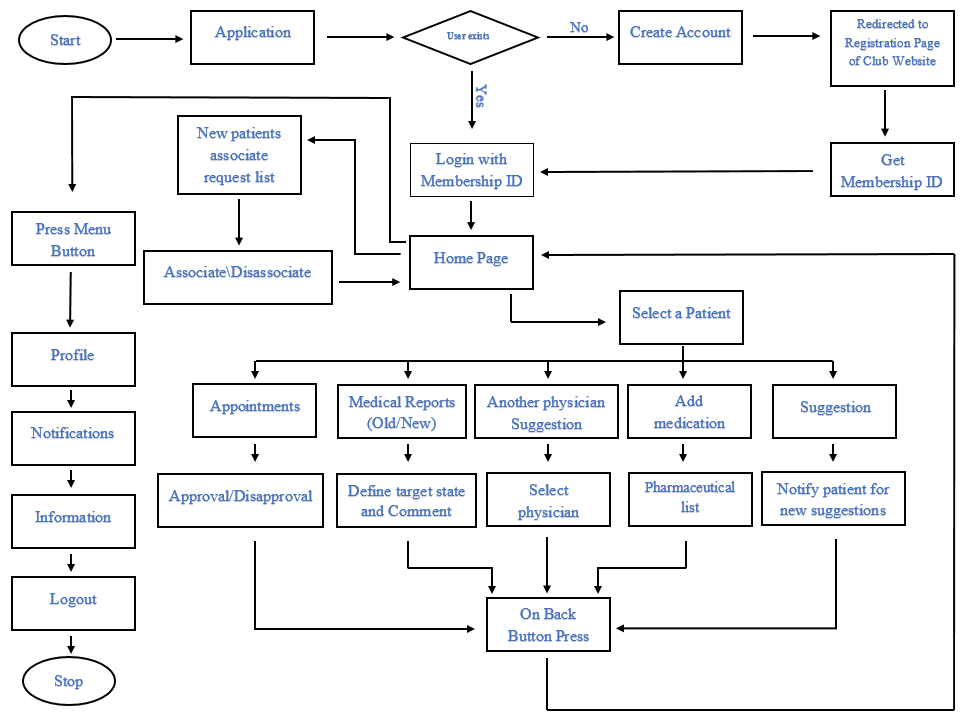 Start
Application
User exists
No
Create Account
Redirected to
Registration Page
of Club Website
Yes
New patients
associate
request list
Login with
Membership ID
Get
Membership ID
Press Menu
Button
Associate\Disassociate
Home Page
Select a Patient
Profile
Appointments
Medical Reports
(Old/New)
Another physician
Suggestion
Add
medication
Suggestion
Notifications
Approval/Disapproval
Define target state
and Comment
Select
physician
Pharmaceutical
list
Notify patient for
new suggestions
Information
Logout
On Back
Button Press
Stop